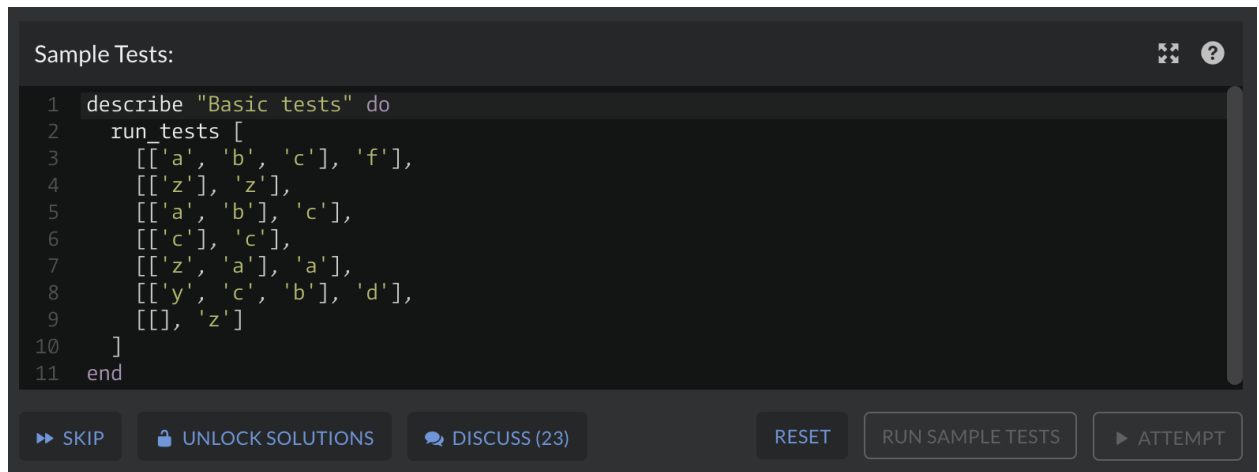 Sample Tests:
1 describe "Basic tests" do
2 run_tests [
3 [['a', 'b', 'c'], 'f'],
4 [['z'], 'z'],
5 [['a', 'b'], 'c'],
6 [['c'], 'c'],
7 [['z', 'a'], 'a'],
8 [['y', 'c', 'b'], 'd'],
9 [[], 'z']
10 ]
11 end
SKIP UNLOCK SOLUTIONS DISCUSS (23) RESET RUN SAMPLE TESTS ATTEMPT